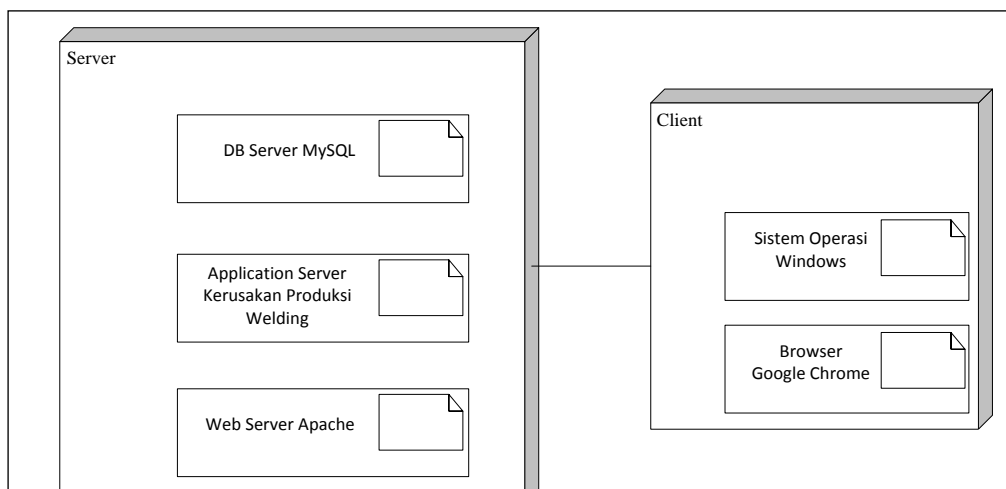 Server
DB Server MySQL
Application Server
Kerusakan Produksi
Welding
Web Server Apache
Client
Sistem Operasi
Windows
Browser
Google Chrome